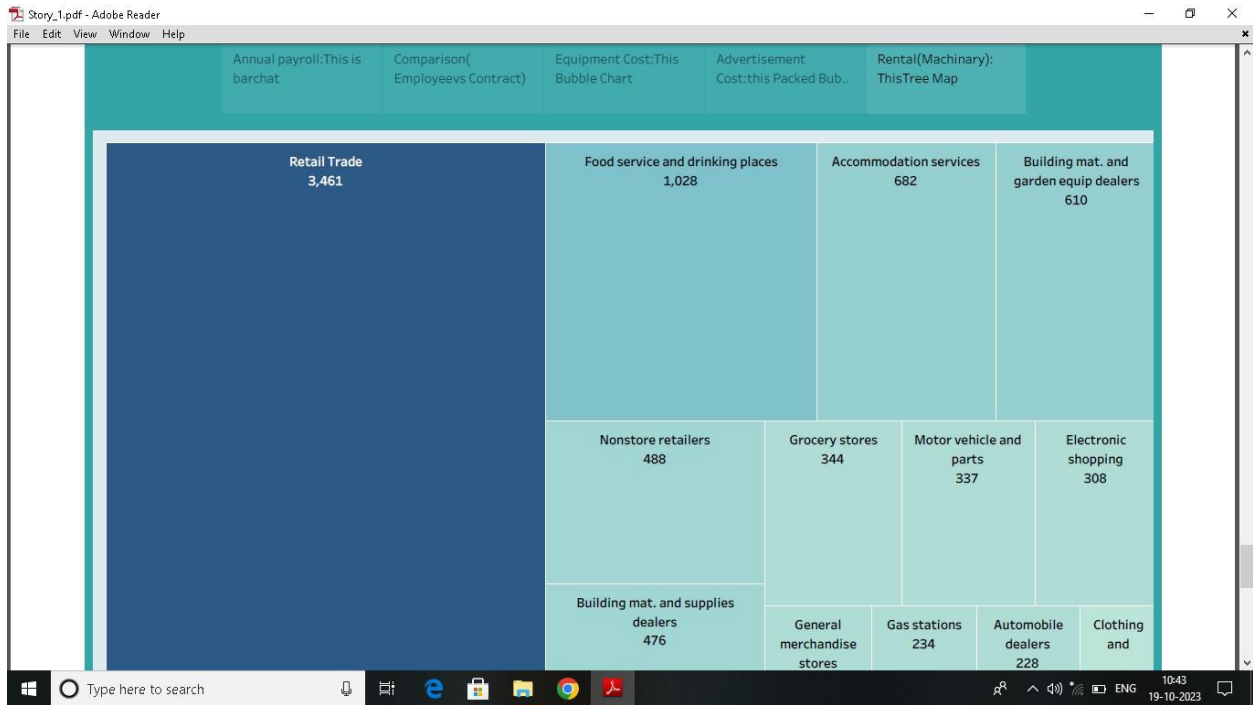 Story_1.pdf - Adobe Reader
File Edit View Window Help
Annual payroll:This is
barchat
Comparison(
Employeevs Contract)
Equipment Cost:This
Bubble Chart
Advertisement
Cost:this Packed Bub..
Rental(Machinary):
ThisTree Map
Retail Trade
3,461
Food service and drinking places
1,028
Accommodation services
682
Building mat. and
garden equip dealers
610
Nonstore retailers
488
Grocery stores
344
Motor vehicle and
parts
337
Electronic
shopping
308
Building mat. and supplies
dealers
476
General
merchandise
stores
Gas stations
234
Automobile
dealers
228
Clothing
and
Type here to search
ENG
10:43
19-10-2023